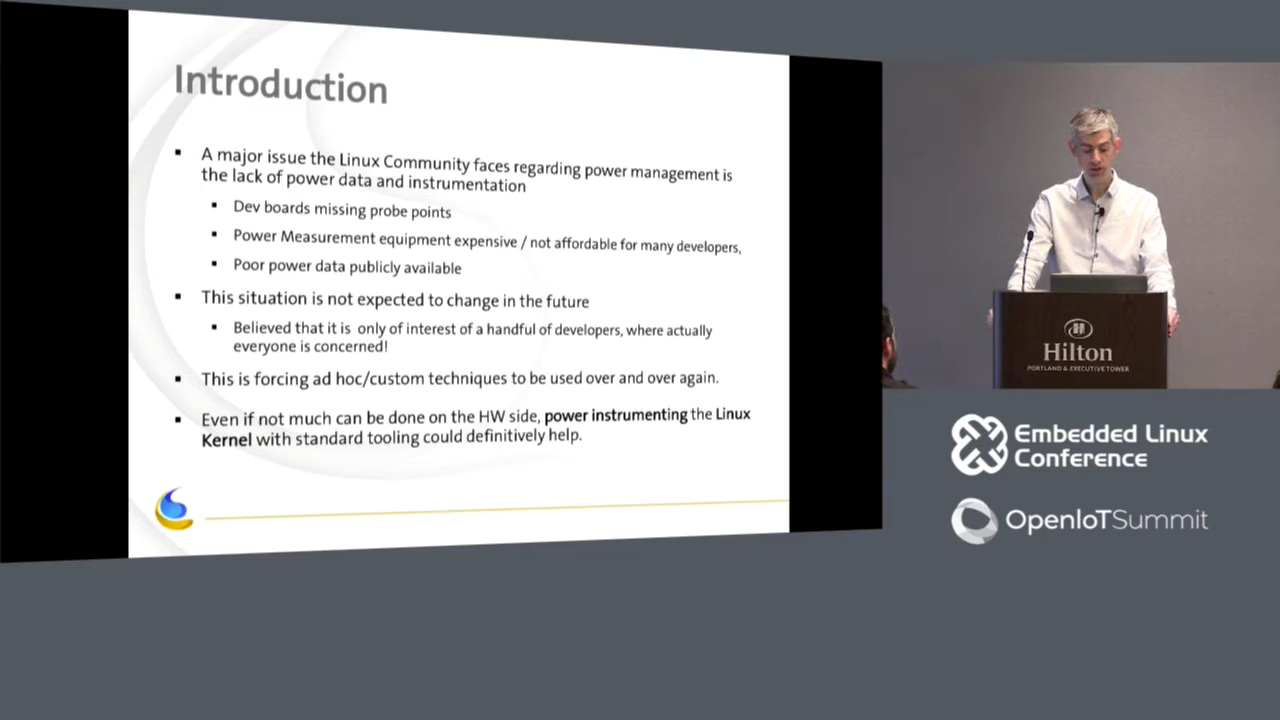 Introduction
A major issue the Linux Community faces regarding power management is
the lack of power data and instrumentation
Dev boards missing probe points
Power Measurement equipment expensive / not affordable for many developers,
Poor power data publicly available
This situation is not expected to change in the future
Believed that it is only of interest of a handful of developers, where actually
everyone is concerned!
This is forcing ad hoc/custom techniques to be used over and over again.
Even if not much can be done on the HW side, power instrumenting the Linux
Kernel with standard tooling could definitively help.
Hilton
PORTLAND & EXECUTIVE TOWER
Embedded Linux
Conference
OpenIoTSummit